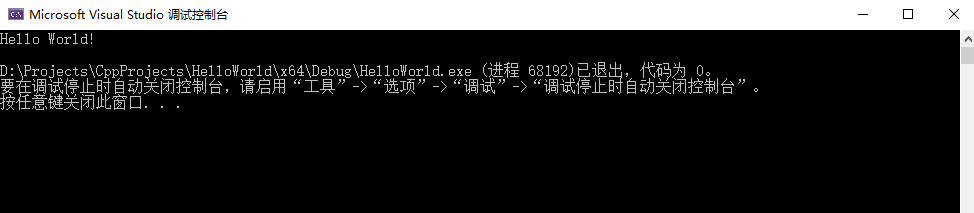 Microsoft Visual Studio 调试控制台
Hello World!
D:\Projects\CppProjects\HelloWorld\x64\Debug\HelloWorld.exe (进程 68192)已退出，代码为 0。
要在调试停止时自动关闭控制台，请启用“工具”->“选项”->“调试”->“调试停止时自动关闭控制台”。
按任意键关闭此窗口. . .